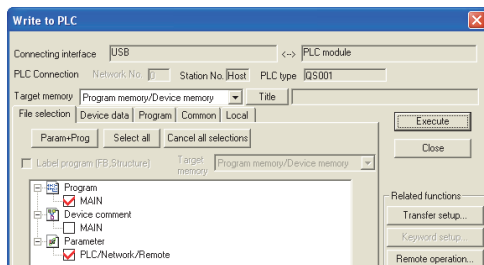 Write to PLC
Connecting interface USB <--> PLC module
PLC Connection Network No. 0 Station No. Host PLC type QS001
Target memory Program memory/Device memory Title
File selection Device data Program Common Local
Execute
Param+Prog Select all Cancel all selections
Close
Label program (FB,Structure) Target memory Program memory/Device memory
Program
MAIN
Related functions
Device comment
Transfer setup...
MAIN
Keyword setup...
Parameter
PLC/Network/Remote
Remote operation...